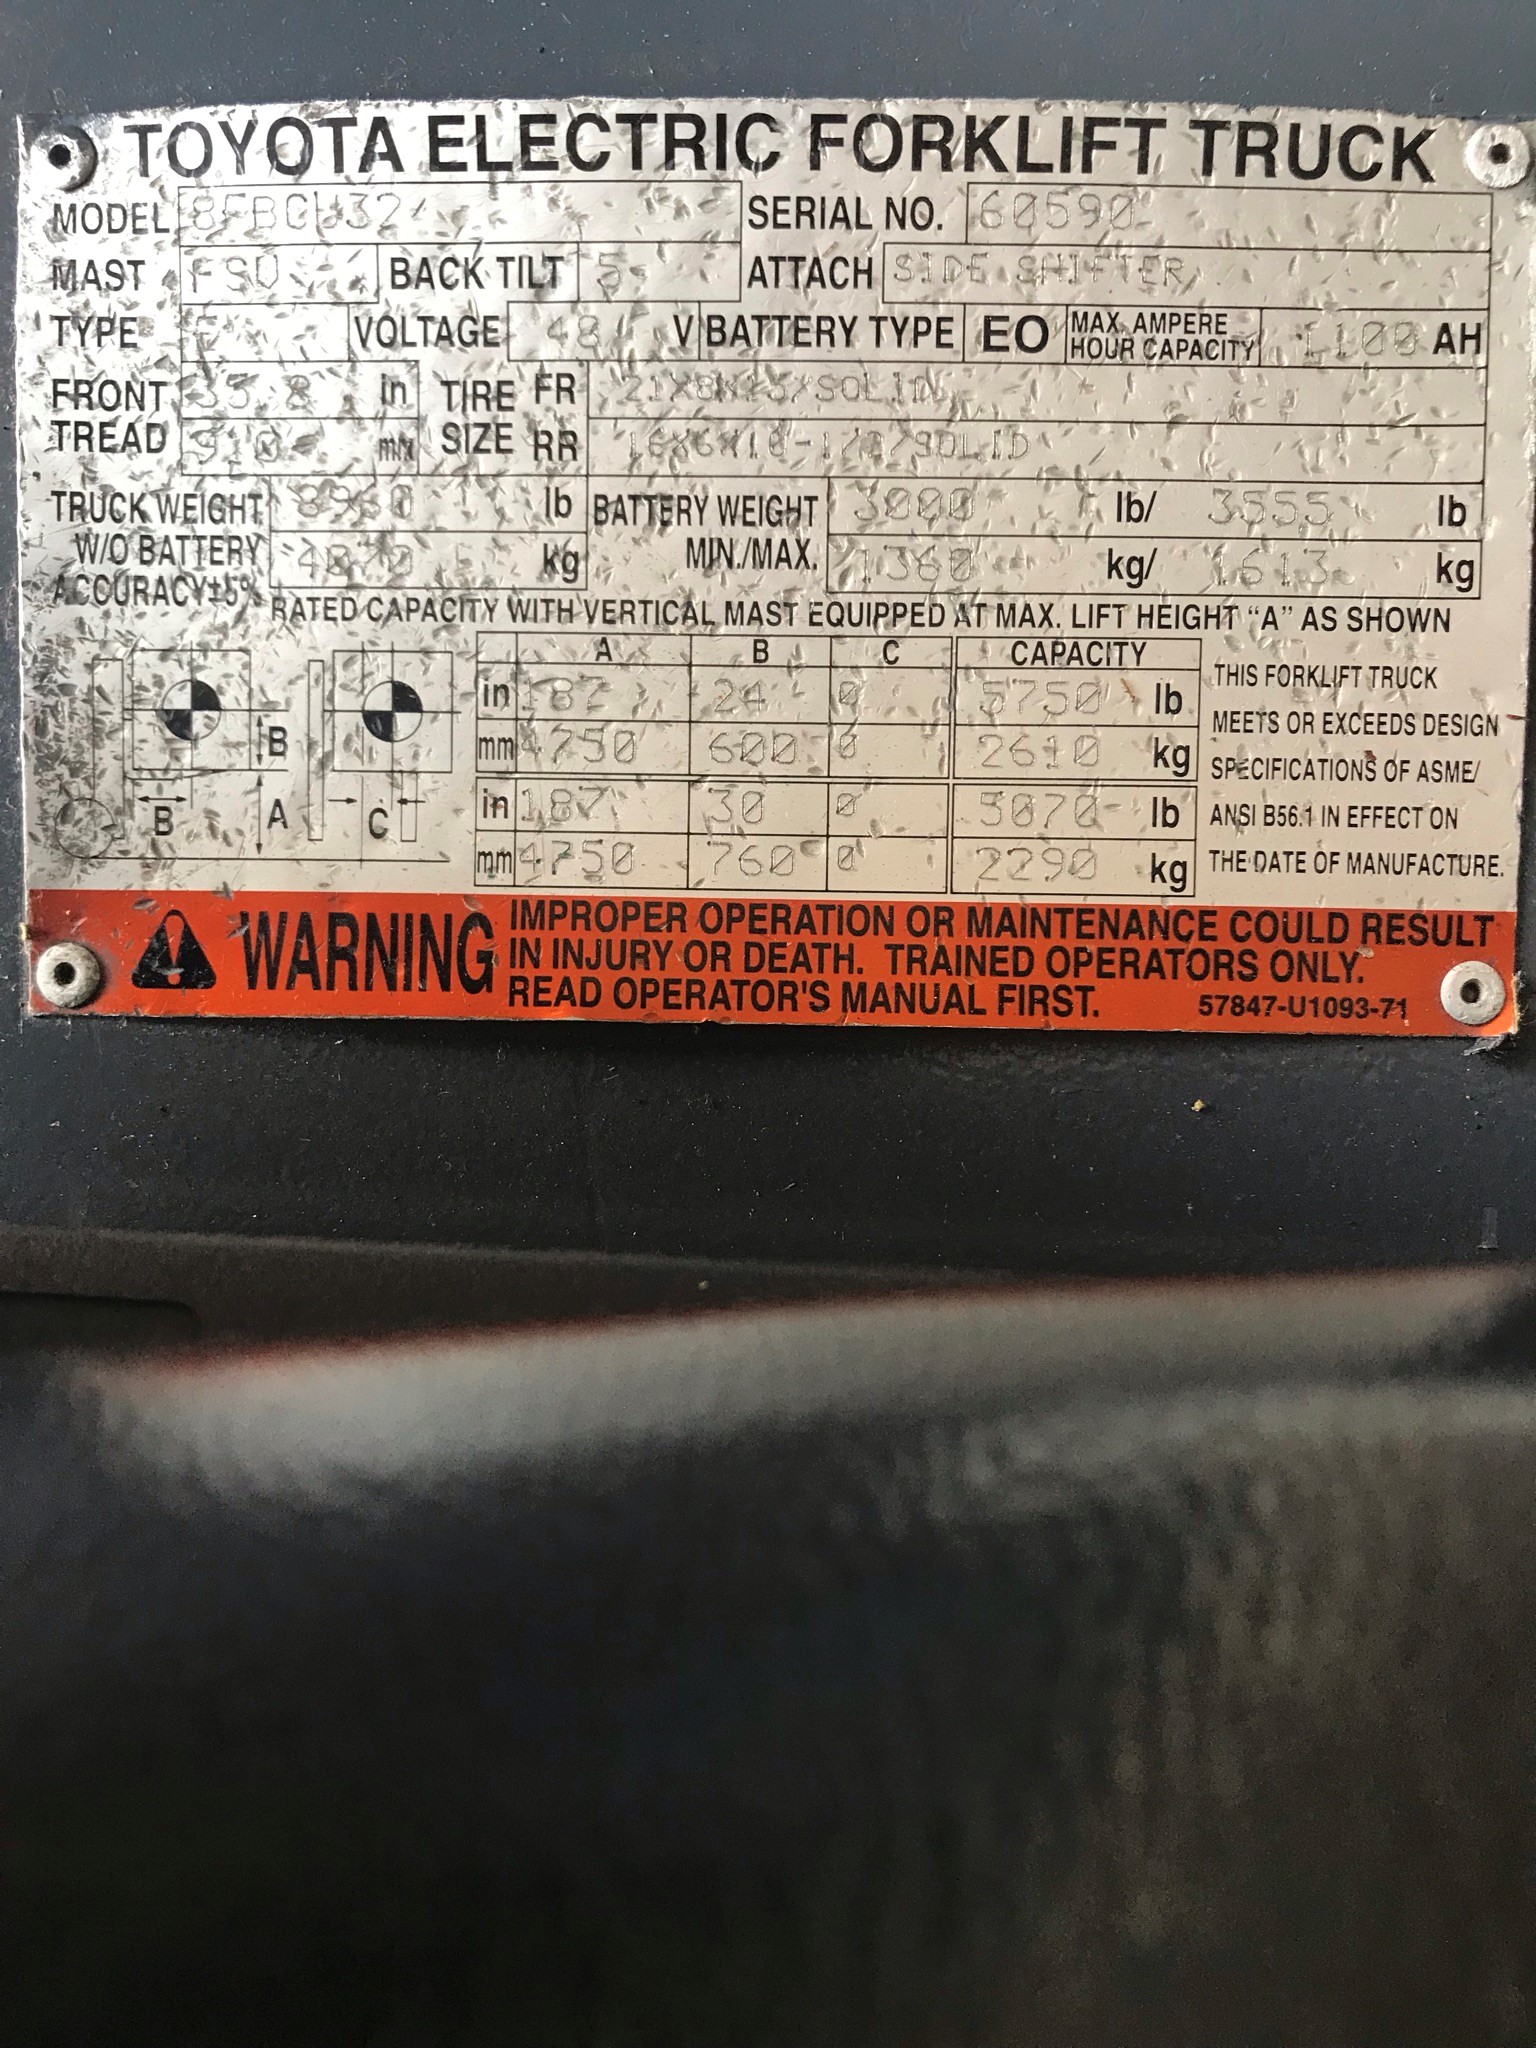 TOYOTA ELECTRIC FORKLIFT TRUCK
MODEL 8FBCU32 SERIAL NO. 60590
MAST FSV BACK TILT 5 ATTACH SIDE SHIFTER
TYPE E VOLTAGE 48 V BATTERY TYPE EO MAX. AMPERE HOUR CAPACITY 1100 AH
FRONT TREAD 35.8 in TIRE SIZE FR 21X8X15/SOLID
910 mm RR 16X6X10-1/2/SOLID
TRUCK WEIGHT W/O BATTERY ACCURACY±5% lb BATTERY WEIGHT MIN./MAX. 3000 lb/ 3555 lb
kg 1360 kg/ 1613 kg
RATED CAPACITY WITH VERTICAL MAST EQUIPPED AT MAX. LIFT HEIGHT "A" AS SHOWN
A B C CAPACITY
in 187 24 0 5750 lb
mm 4750 600 0 2610 kg
in 187 30 0 5070 lb
mm 4750 760 0 2290 kg
B
A
B
C
THIS FORKLIFT TRUCK
MEETS OR EXCEEDS DESIGN
SPECIFICATIONS OF ASME/
ANSI B56.1 IN EFFECT ON
THE DATE OF MANUFACTURE.
WARNING
IMPROPER OPERATION OR MAINTENANCE COULD RESULT
IN INJURY OR DEATH. TRAINED OPERATORS ONLY.
READ OPERATOR'S MANUAL FIRST. 57847-U1093-71